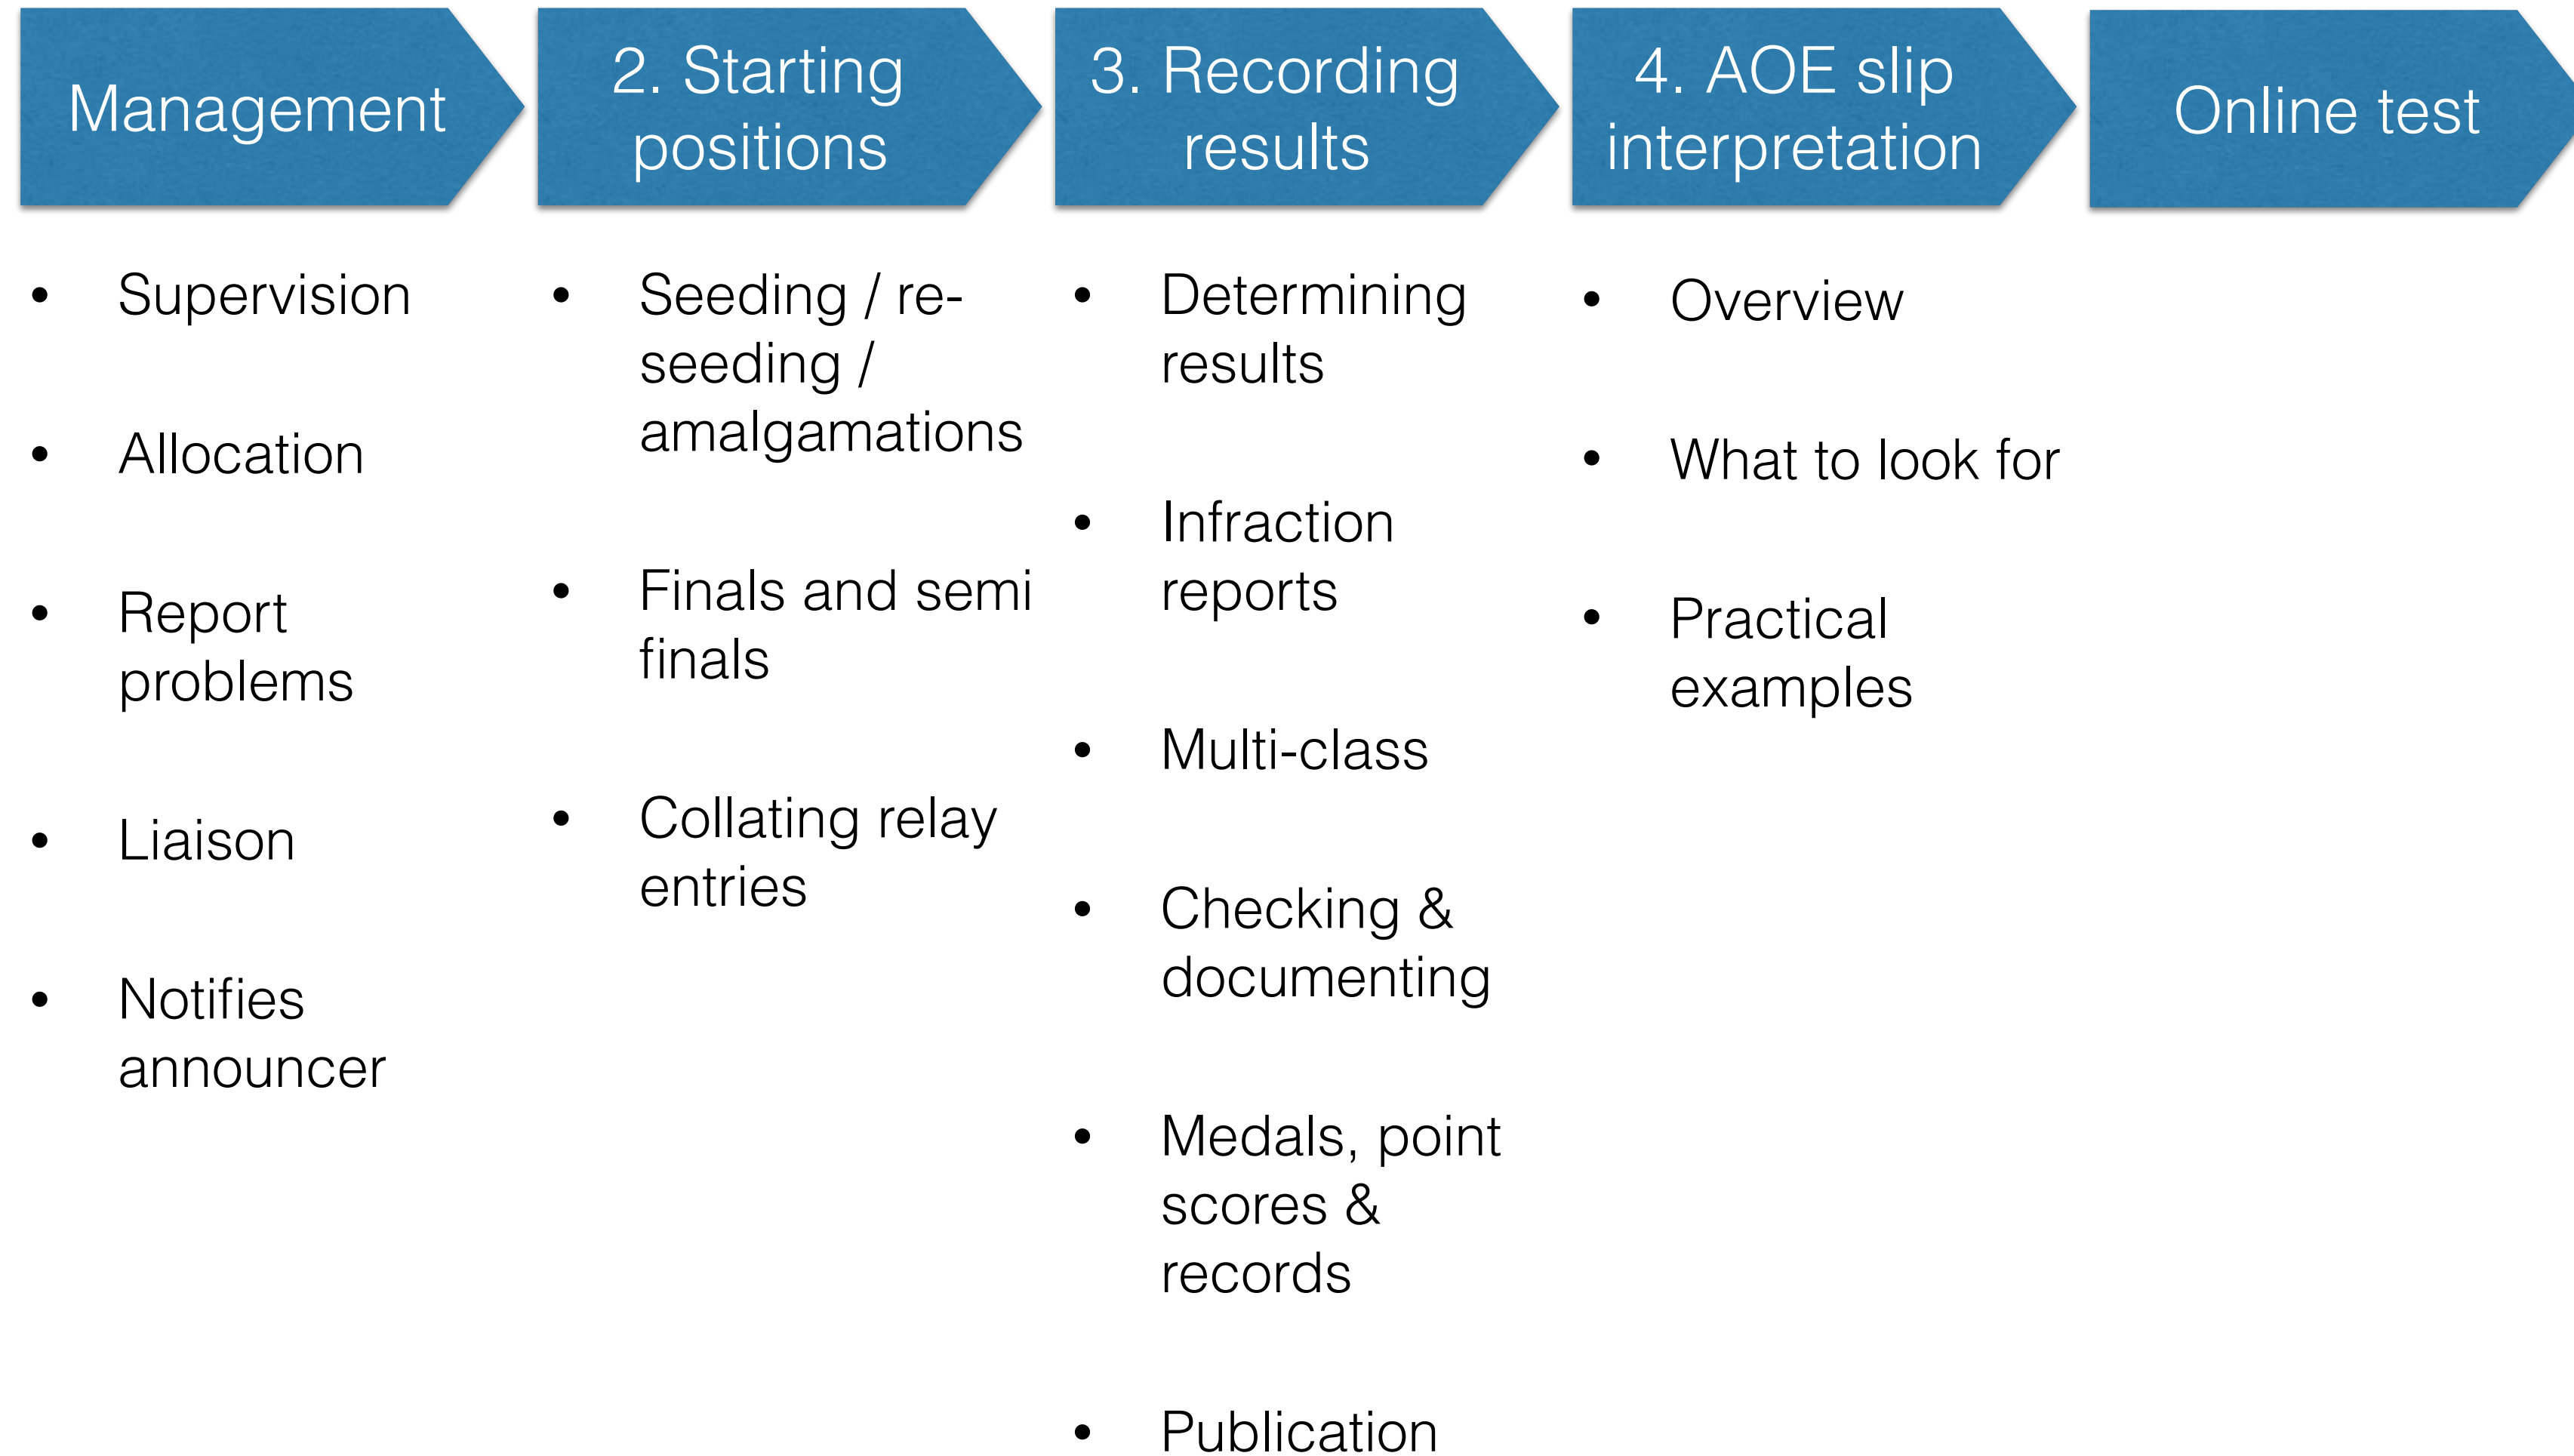 Management
2. Starting
positions
3. Recording
results
4. AOE slip
interpretation
Online test
• Supervision
• Allocation
• Report
problems
• Liaison
• Notifies
announcer
• Seeding / re-
seeding /
amalgamations
• Finals and semi
finals
• Collating relay
entries
• Determining
results
• Infraction
reports
• Multi-class
• Checking &
documenting
• Medals, point
scores &
records
• Publication
• Overview
• What to look for
• Practical
examples